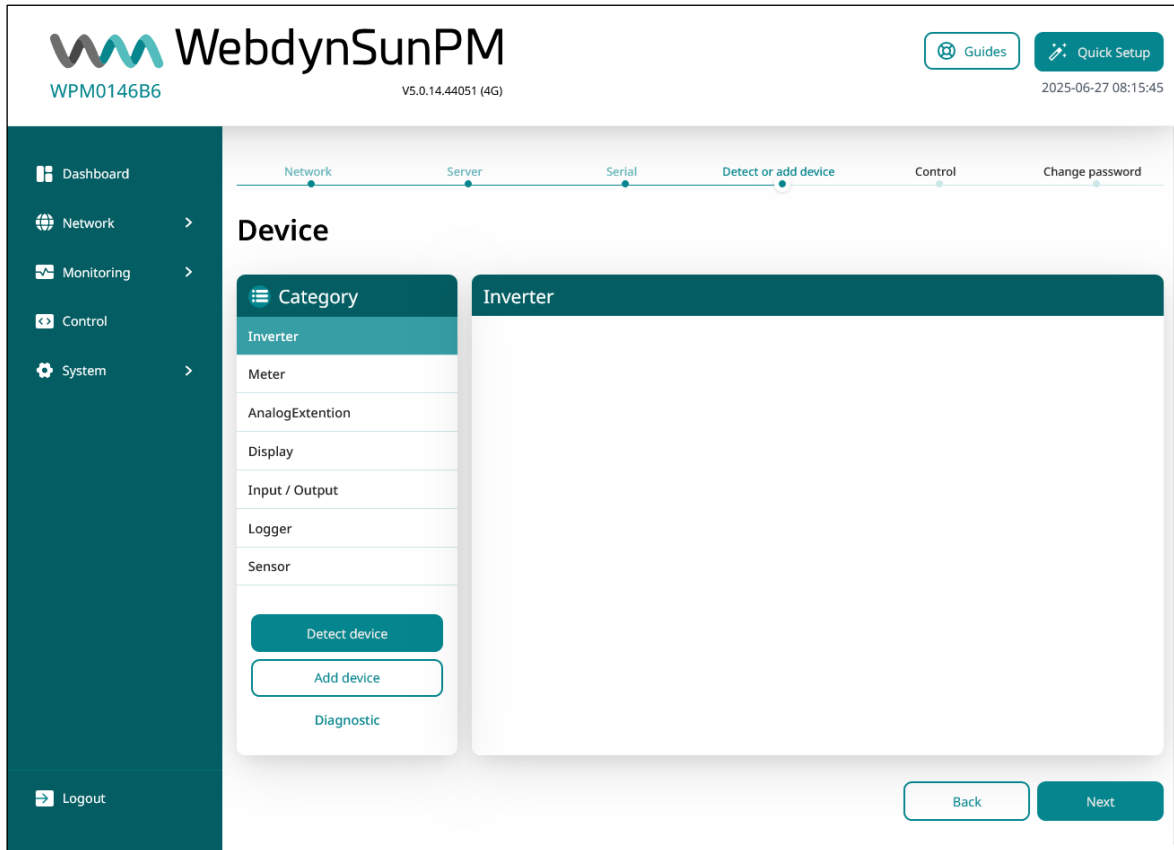 WebdynSunPM
WPM0146B6
V5.0.14.44051 (4G)
Guides
Quick Setup
2025-06-27 08:15:45
Dashboard
Network
Monitoring
Control
System
Logout
Network Server Serial Detect or add device Control Change password
Device
Category
Inverter
Meter
AnalogExtention
Display
Input / Output
Logger
Sensor
Detect device
Add device
Diagnostic
Inverter
Back
Next